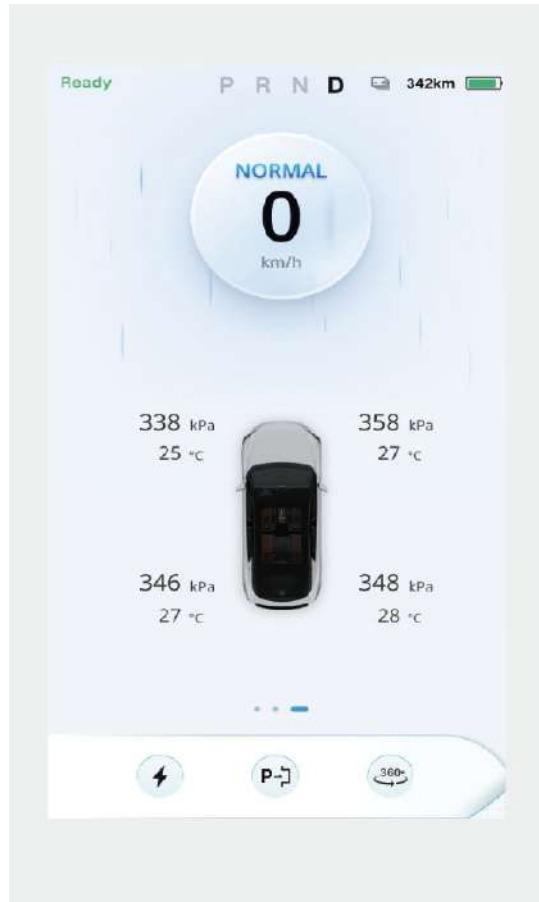 Ready P R N D 342km
NORMAL
0
km/h
338 kPa 358 kPa
25 °C 27 °C
346 kPa 348 kPa
27 °C 28 °C
P 360°